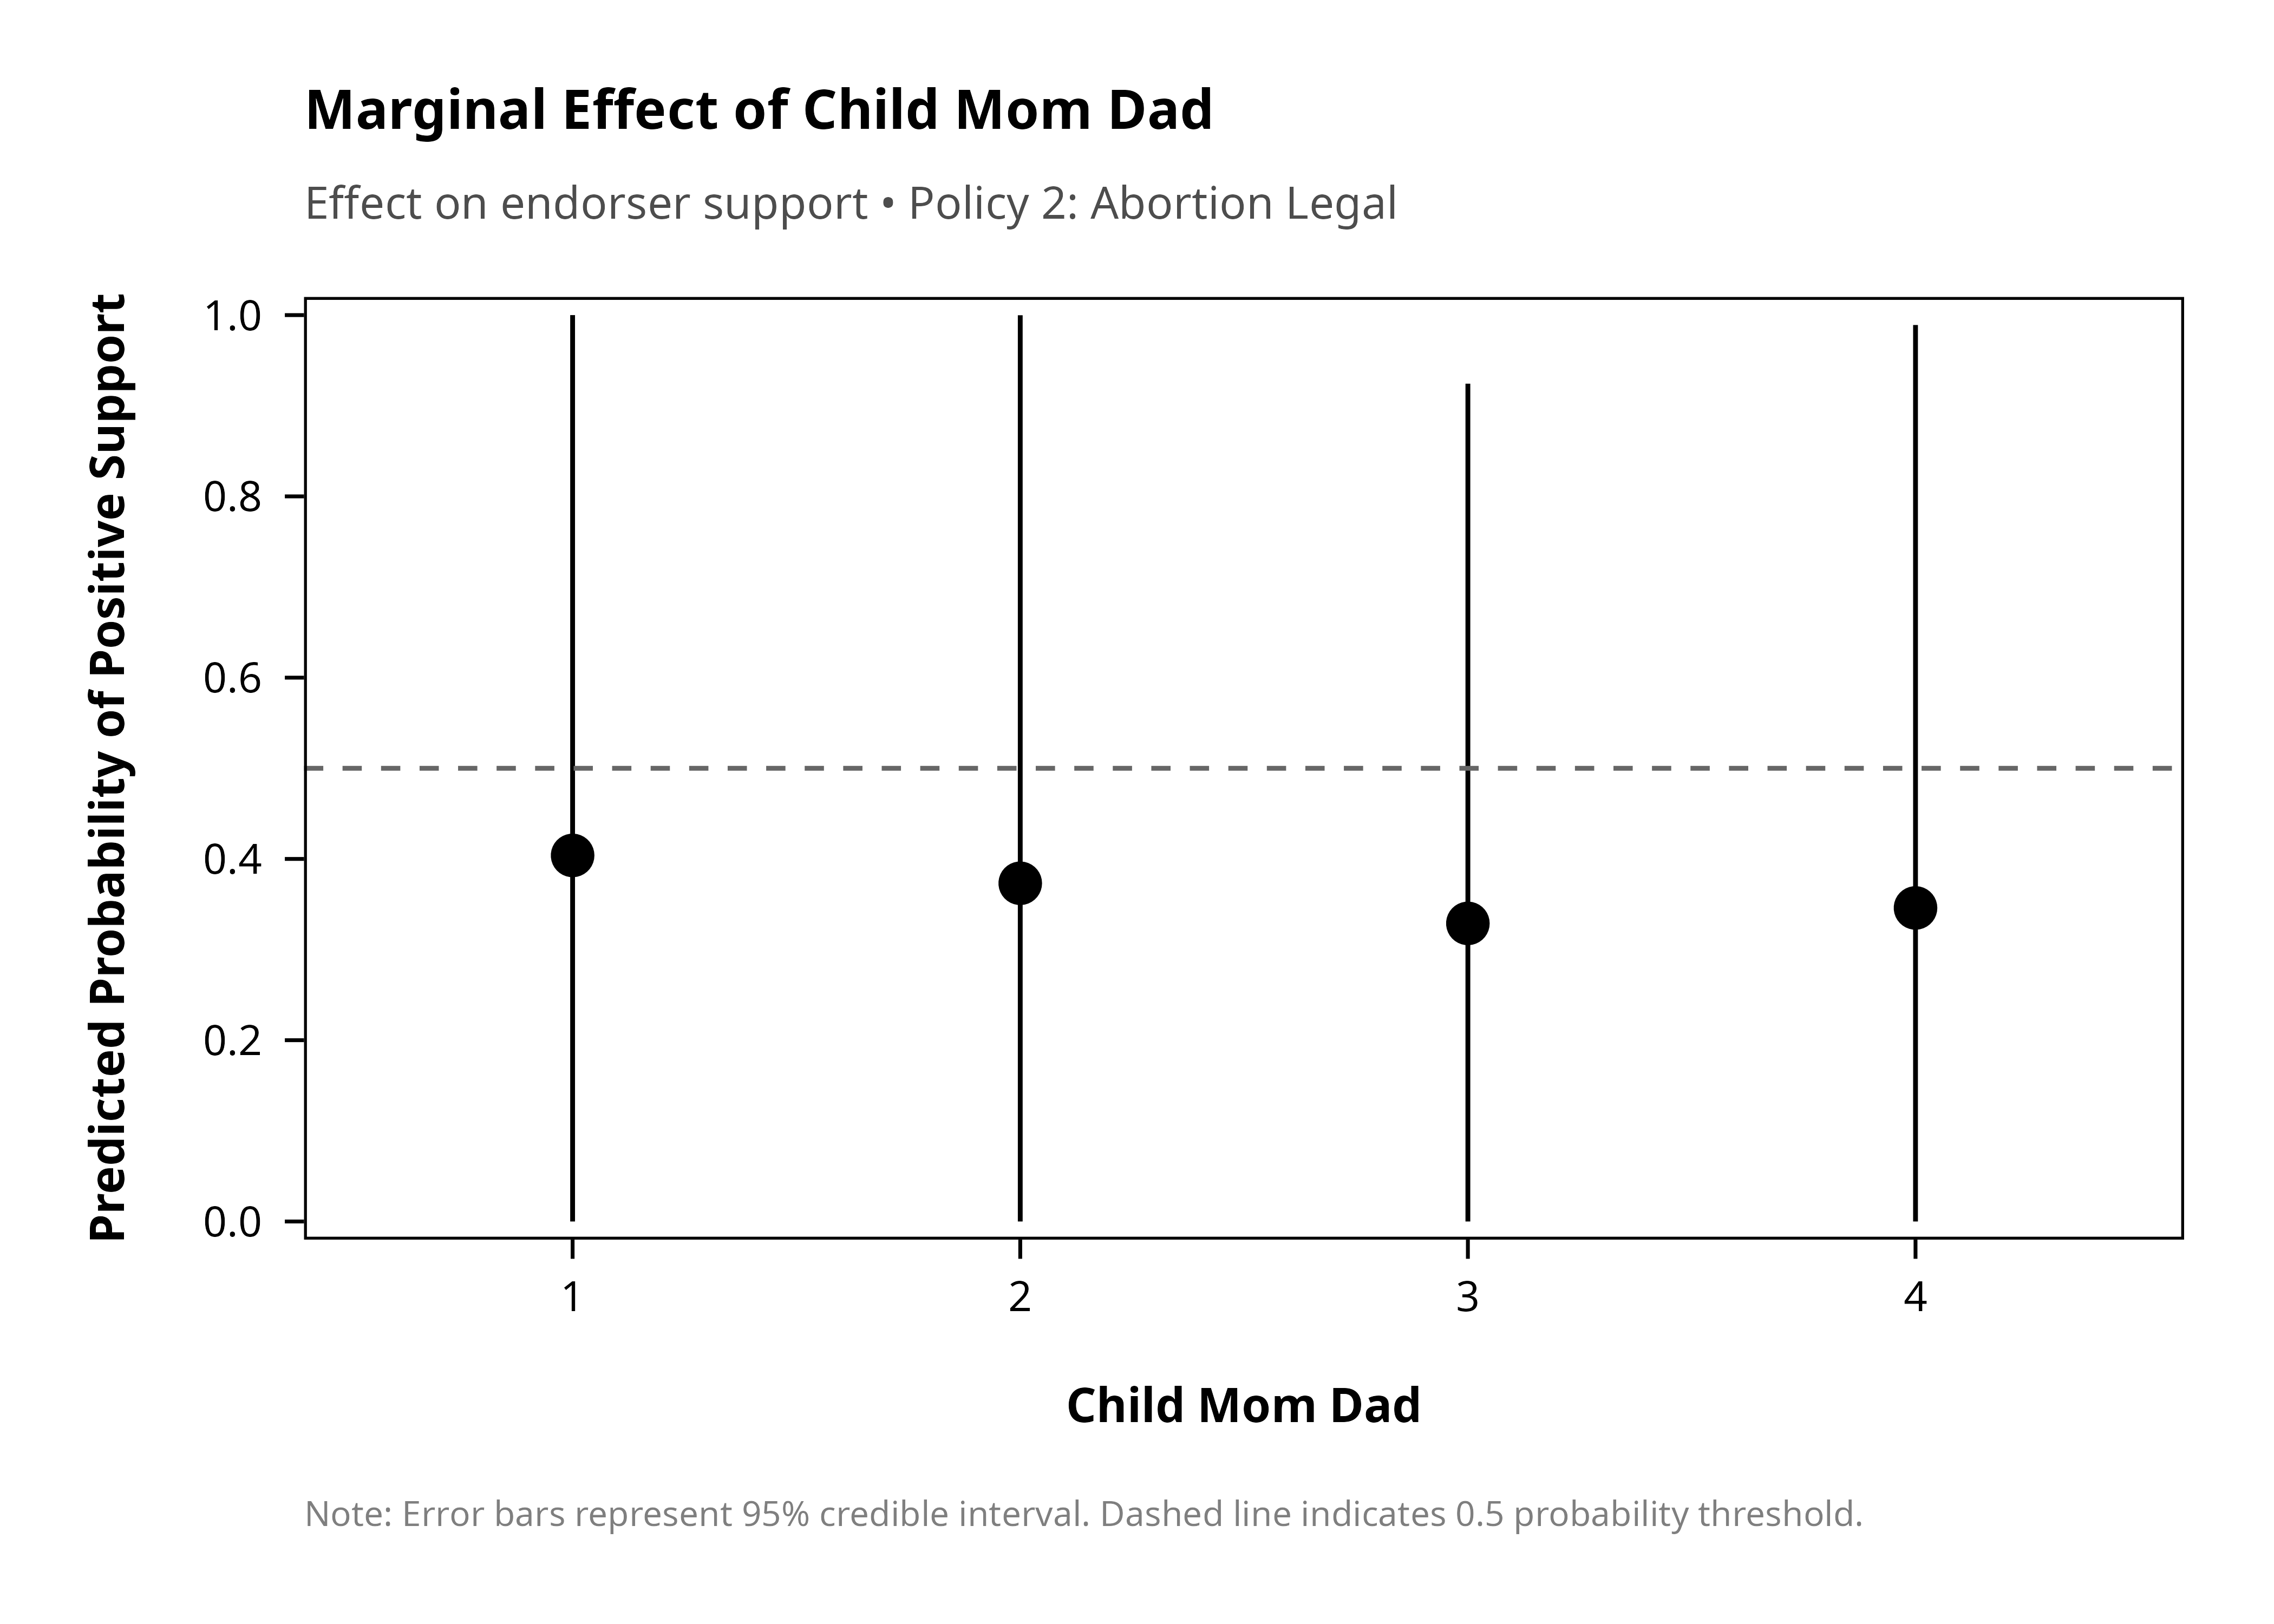 Marginal Effect of Child Mom Dad
Effect on endorser support • Policy 2: Abortion Legal
Predicted Probability of Positive Support
1.0
0.8
0.6
0.4
0.2
0.0
1 2 3 4
Child Mom Dad
Note: Error bars represent 95% credible interval. Dashed line indicates 0.5 probability threshold.